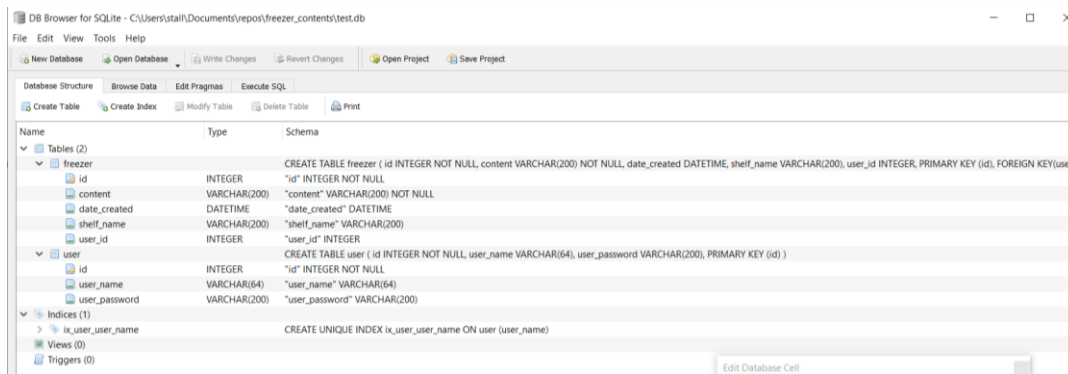 DB Browser for SQLite - C:\Users\stall\Documents\repos\freezer_contents\test.db
File Edit View Tools Help
New Database Open Database Write Changes Revert Changes Open Project Save Project
Database Structure Browse Data Edit Pragmas Execute SQL
Create Table Create Index Modify Table Delete Table Print
Name Type Schema
Tables (2)
freezer CREATE TABLE freezer ( id INTEGER NOT NULL, content VARCHAR(200) NOT NULL, date_created DATETIME, shelf_name VARCHAR(200), user_id INTEGER, PRIMARY KEY (id), FOREIGN KEY(use
id INTEGER "id" INTEGER NOT NULL
content VARCHAR(200) "content" VARCHAR(200) NOT NULL
date_created DATETIME "date_created" DATETIME
shelf_name VARCHAR(200) "shelf_name" VARCHAR(200)
user_id INTEGER "user_id" INTEGER
user CREATE TABLE user ( id INTEGER NOT NULL, user_name VARCHAR(64), user_password VARCHAR(200), PRIMARY KEY (id) )
id INTEGER "id" INTEGER NOT NULL
user_name VARCHAR(64) "user_name" VARCHAR(64)
user_password VARCHAR(200) "user_password" VARCHAR(200)
Indices (1)
ix_user_user_name CREATE UNIQUE INDEX ix_user_user_name ON user (user_name)
Views (0)
Triggers (0)
Edit Database Cell